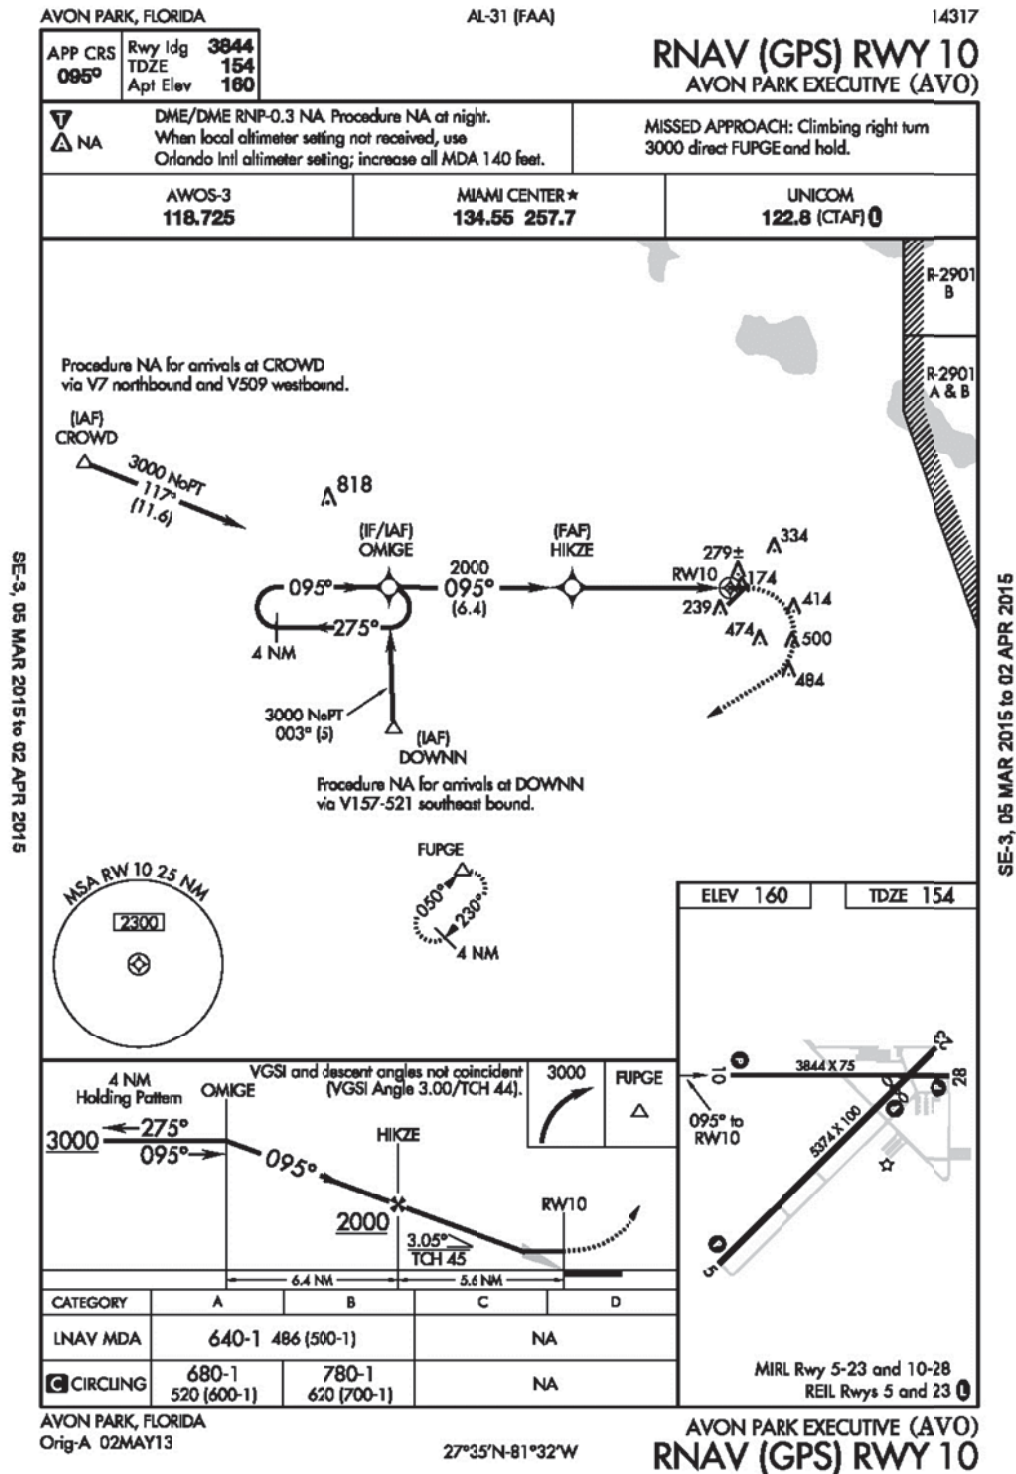 AVON PARK, FLORIDA
AL-31 (FAA)
14317
APP CRS
095°
Rwy ldg 3844
TDZE 154
Apt Elev 160
RNAV (GPS) RWY 10
AVON PARK EXECUTIVE (AVO)
T
A NA
DME/DME RNP-0.3 NA Procedure NA at night.
When local altimeter setting not received, use
Orlando Intl altimeter seting; increase all MDA 140 feet.
MISSED APPROACH: Climbing right turn
3000 direct FUPGE and hold.
AWOS-3
118.725
MIAMI CENTER★
134.55 257.7
UNICOM
122.8 (CTAF) L
R-2901
B
R-2901
A & B
Procedure NA for arrivals at CROWD
via V7 northbound and V509 westbound.
(IAF)
CROWD
3000 NoPT
117°
(11.6)
818
(IF/IAF)
OMIGE
(FAF)
HIKZE
334
279±
2000
095°
095°
(6.4)
RW10
174
239
414
275°
474
500
4 NM
484
3000 NoPT
003° (5)
(IAF)
DOWNN
Procedure NA for arrivals at DOWNN
via V157-521 southeast bound.
SE-3, 05 MAR 2015 to 02 APR 2015
SE-3, 05 MAR 2015 to 02 APR 2015
FUPGE
050°
230°
4 NM
MSA RW 10 25 NM
2300
ELEV 160
TDZE 154
P
10
3844 X 75
28
23
095° to
RW10
5374 X 100
5
MIRL Rwy 5-23 and 10-28
REIL Rwys 5 and 23 L
4 NM
Holding Pattern
OMIGE
VGSI and descent angles not coincident
(VGSI Angle 3.00/TCH 44).
3000
FUPGE
3000
275°
095°
095°
HIKZE
2000
3.05°
TCH 45
RW10
6.4 NM
5.6 NM
CATEGORY
A
B
C
D
LNAV MDA
640-1 486 (500-1)
NA
C CIRCLING
680-1
520 (600-1)
780-1
620 (700-1)
NA
AVON PARK, FLORIDA
Orig-A 02MAY13
27°35'N-81°32'W
AVON PARK EXECUTIVE (AVO)
RNAV (GPS) RWY 10